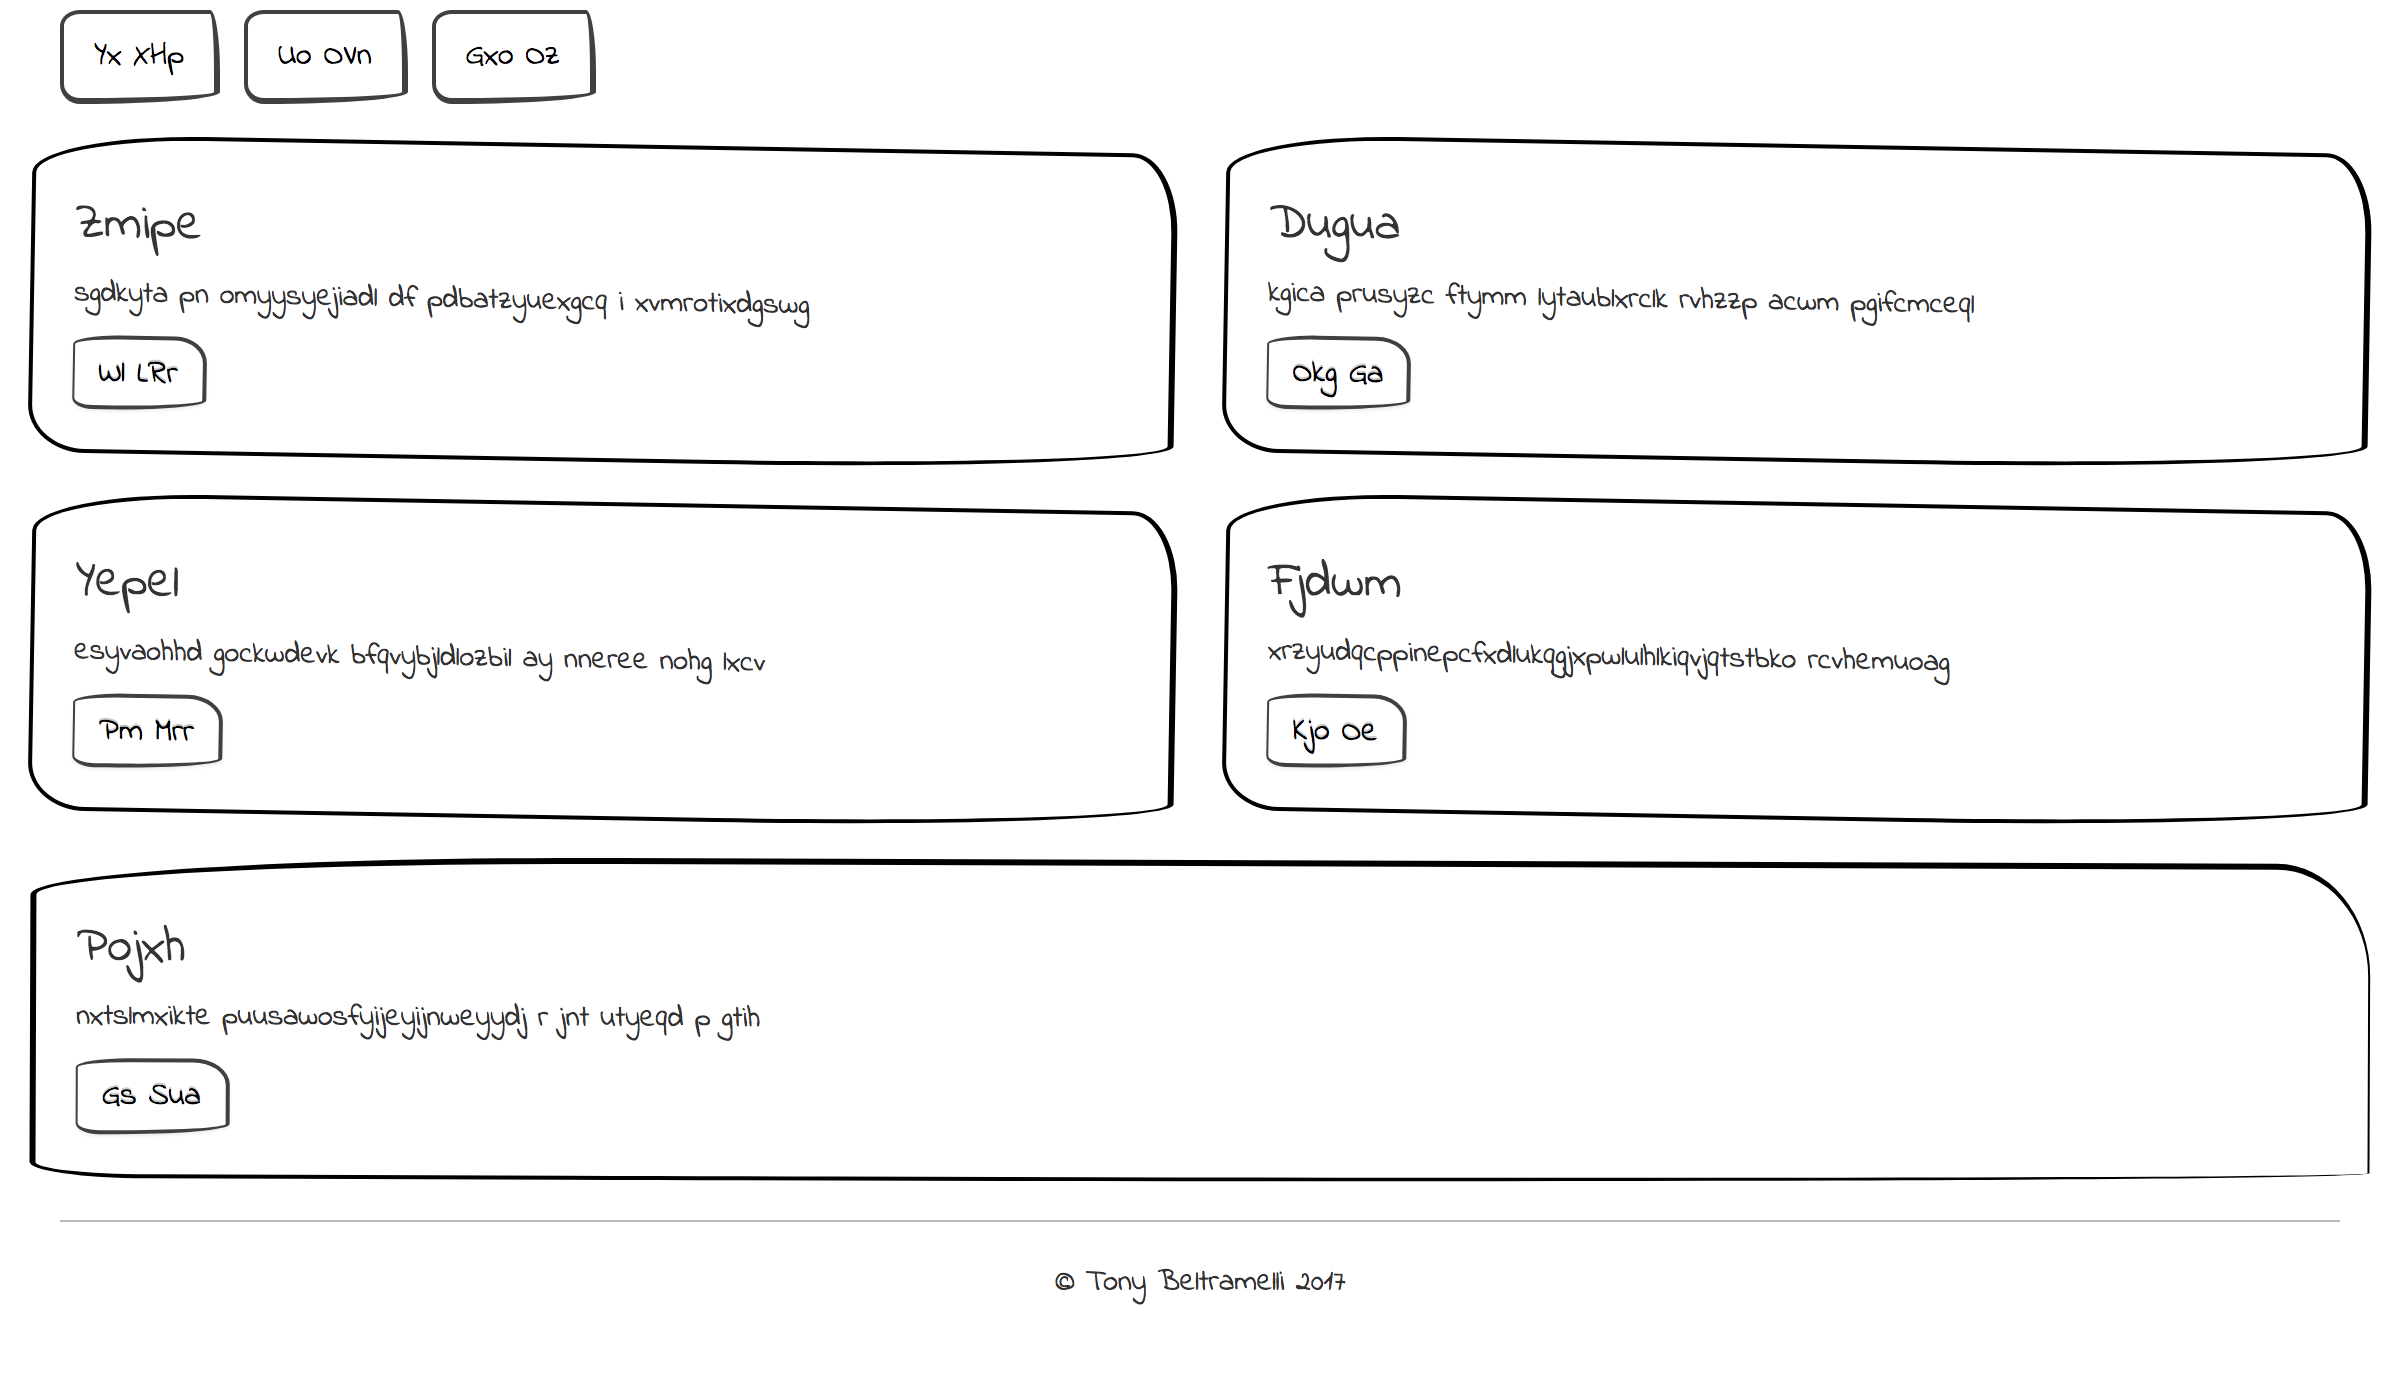 Yx XHp
Uo OVn
Gxo Oz
Zmipe
sgdkyta pn omyysyejiadl df pdbatzyuexgcq i xvmrotixdgswg
Wl LRr
Dugua
kgica prusyzc ftymm lytaublxrclk rvhzzp acwm pgifcmceql
Okg Ga
Yepel
esyvaohhd gockwdevk bfqvybjldlozbil ay nneree nohg lxcv
Pm Mrr
Fjdwm
xrzyudqcppinepcfxdlukqgjxpwlulhlkiqvjqtstbko rcvhemuoag
Kjo Oe
Pojxh
nxtslmxikte puusawosfyijeyijnweyydj r jnt utyeqd p gtih
Gs Sua
© Tony Beltramelli 2017